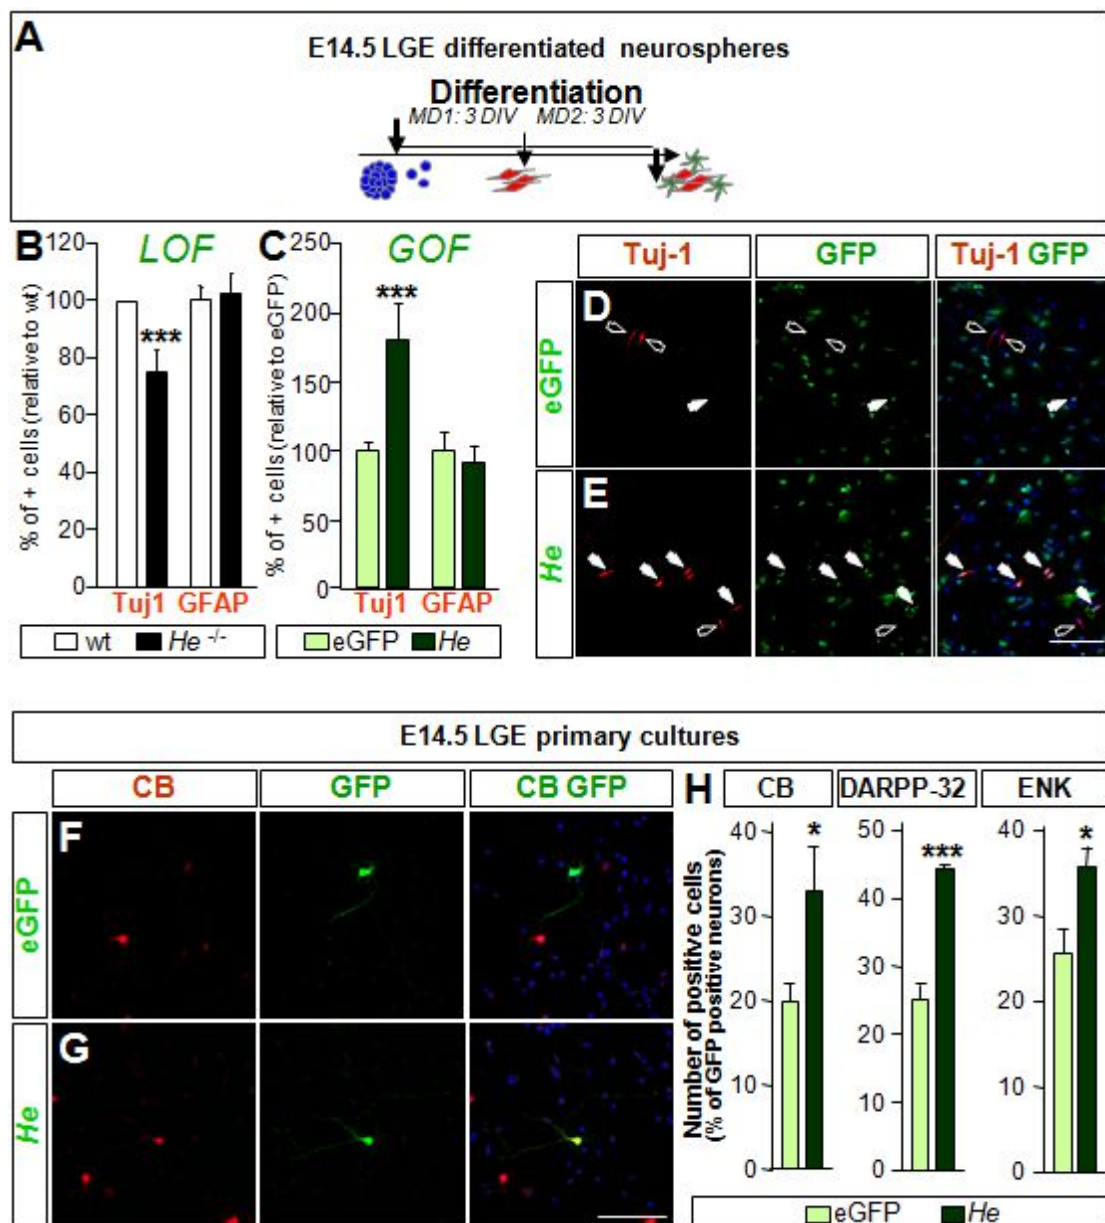 A
E14.5 LGE differentiated neurospheres
Differentiation
MD1: 3 DIV MD2: 3 DIV
B
LOF
% of + cells (relative to wt)
120
100
80
60
40
20
0
***
Tuj1 GFAP
wt He -/-
C
GOF
% of + cells (relative to eGFP)
250
200
150
100
50
0
***
Tuj1 GFAP
eGFP He
Tuj-1 GFP Tuj-1 GFP
eGFP
D
He
E
E14.5 LGE primary cultures
CB GFP CB GFP
eGFP
F
He
G
H
CB DARPP-32 ENK
Number of positive cells
(% of GFP positive neurons)
40
30
20
10
0
*
50
40
30
20
10
0
***
40
30
20
10
0
*
eGFP He